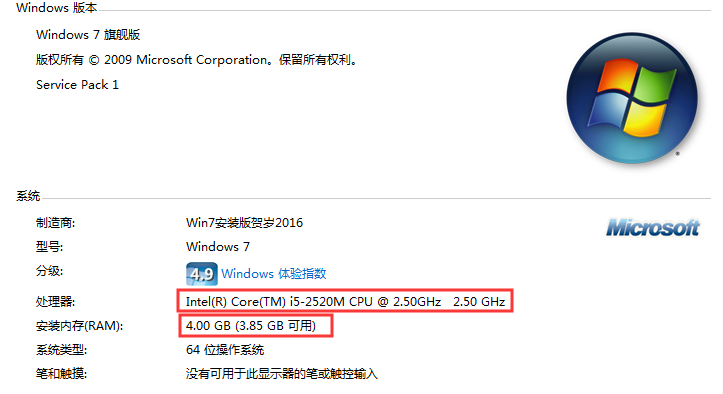 Windows 版本
Windows 7 旗舰版
版权所有 © 2009 Microsoft Corporation。保留所有权利。
Service Pack 1
系统
制造商: Win7安装版贺岁2016
Microsoft
型号: Windows 7
分级: 4.9 Windows 体验指数
处理器: Intel(R) Core(TM) i5-2520M CPU @ 2.50GHz 2.50 GHz
安装内存(RAM): 4.00 GB (3.85 GB 可用)
系统类型: 64 位操作系统
笔和触摸: 没有可用于此显示器的笔或触控输入